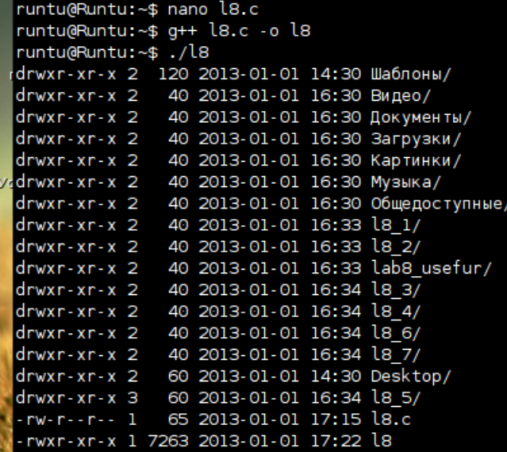 runtu@Runtu:~$ nano l8.c
runtu@Runtu:~$ g++ l8.c -o l8
runtu@Runtu:~$ ./l8
drwxr-xr-x 2  120 2013-01-01 14:30 Шаблоны/
drwxr-xr-x 2   40 2013-01-01 16:30 Видео/
drwxr-xr-x 2   40 2013-01-01 16:30 Документы/
drwxr-xr-x 2   40 2013-01-01 16:30 Загрузки/
drwxr-xr-x 2   40 2013-01-01 16:30 Картинки/
drwxr-xr-x 2   40 2013-01-01 16:30 Музыка/
drwxr-xr-x 2   40 2013-01-01 16:30 Общедоступные/
drwxr-xr-x 2   40 2013-01-01 16:33 l8_1/
drwxr-xr-x 2   40 2013-01-01 16:33 l8_2/
drwxr-xr-x 2   40 2013-01-01 16:33 lab8_usefur/
drwxr-xr-x 2   40 2013-01-01 16:34 l8_3/
drwxr-xr-x 2   40 2013-01-01 16:34 l8_4/
drwxr-xr-x 2   40 2013-01-01 16:34 l8_6/
drwxr-xr-x 2   40 2013-01-01 16:34 l8_7/
drwxr-xr-x 2   60 2013-01-01 14:30 Desktop/
drwxr-xr-x 3   60 2013-01-01 16:34 l8_5/
-rw-r--r-- 1   65 2013-01-01 17:15 l8.c
-rwxr-xr-x 1 7263 2013-01-01 17:22 l8